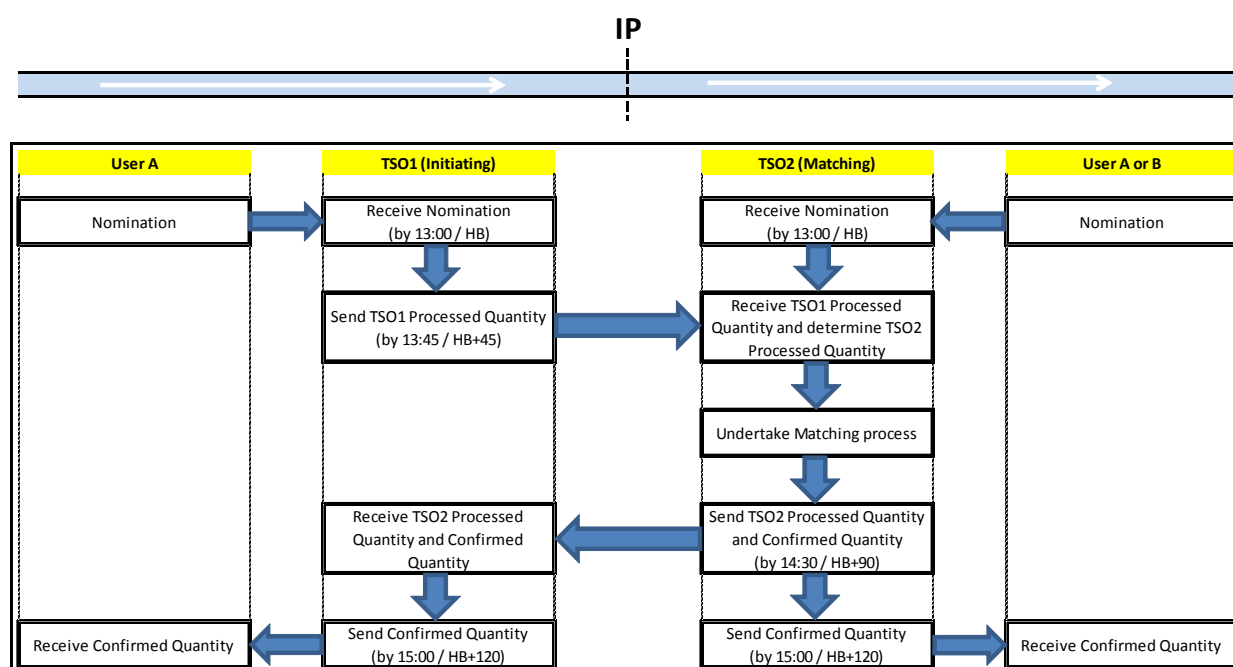 IP
User A
TSO1 (Initiating)
TSO2 (Matching)
User A or B
Nomination
Receive Nomination
(by 13:00 / HB)
Receive Nomination
(by 13:00 / HB)
Nomination
Send TSO1 Processed Quantity
(by 13:45 / HB+45)
Receive TSO1 Processed
Quantity and determine TSO2
Processed Quantity
Undertake Matching process
Receive TSO2 Processed
Quantity and Confirmed
Quantity
Send TSO2 Processed Quantity
and Confirmed Quantity
(by 14:30 / HB+90)
Receive Confirmed Quantity
Send Confirmed Quantity
(by 15:00 / HB+120)
Send Confirmed Quantity
(by 15:00 / HB+120)
Receive Confirmed Quantity